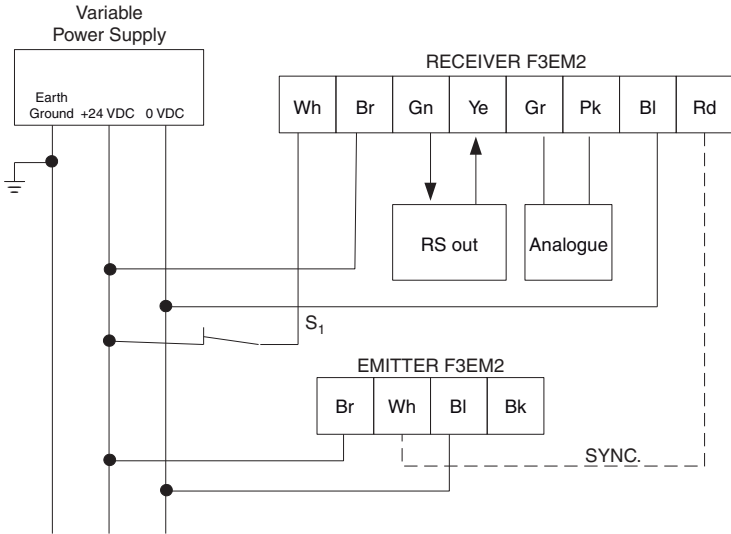 Variable
Power Supply
Earth
Ground +24 VDC 0 VDC
RECEIVER F3EM2
Wh Br Gn Ye Gr Pk Bl Rd
RS out Analogue
S1
EMITTER F3EM2
Br Wh Bl Bk
SYNC.